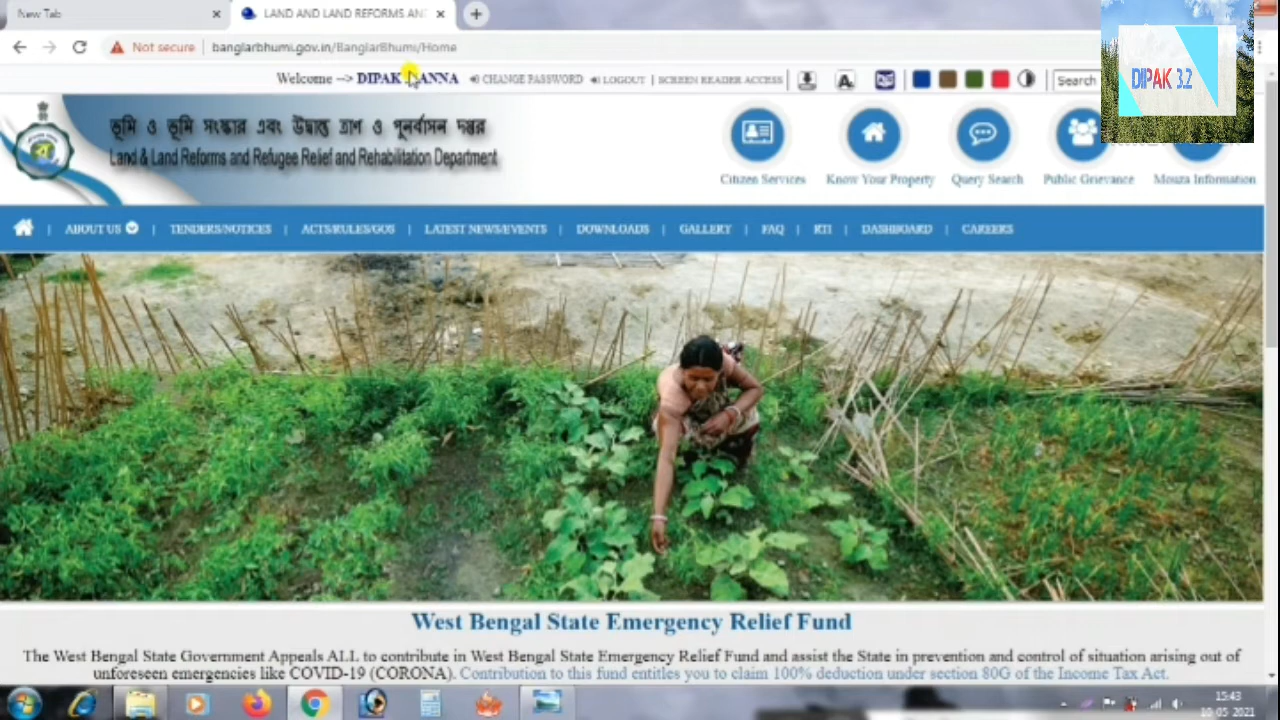 New Tab
LAND AND LAND REFORMS AN
Not secure
banglarbhumi.gov.in/BanglarBhumi/Home
Welcome --> DIPAK
CHANGE PASSWORD
LOGOUT | SCREEN READER ACCESS
Search
DIPAK 3.2
ভূমি ও ভূমি সংস্কার এবং উদ্বাস্তু ত্রাণ ও পুনর্বাসন দপ্তর
Land & Land Reforms and Refugee Relief and Rehabilitation Department
Citizen Services
Know Your Property
Query Search
Public Grievance
Mouza Information
ABOUT US | TENDERS/NOTICES | ACTS/RULES/GOS | LATEST NEWS/EVENTS | DOWNLOADS | GALLERY | FAQ | RTI | DASHBOARD | CAREERS
West Bengal State Emergency Relief Fund
The West Bengal State Government Appeals ALL to contribute in West Bengal State Emergency Relief Fund and assist the State in prevention and control of situation arising out of
unforeseen emergencies like COVID-19 (CORONA). Contribution to this fund entitles you to claim 100% deduction under section 80G of the Income Tax Act.
15:43
10-05-2021